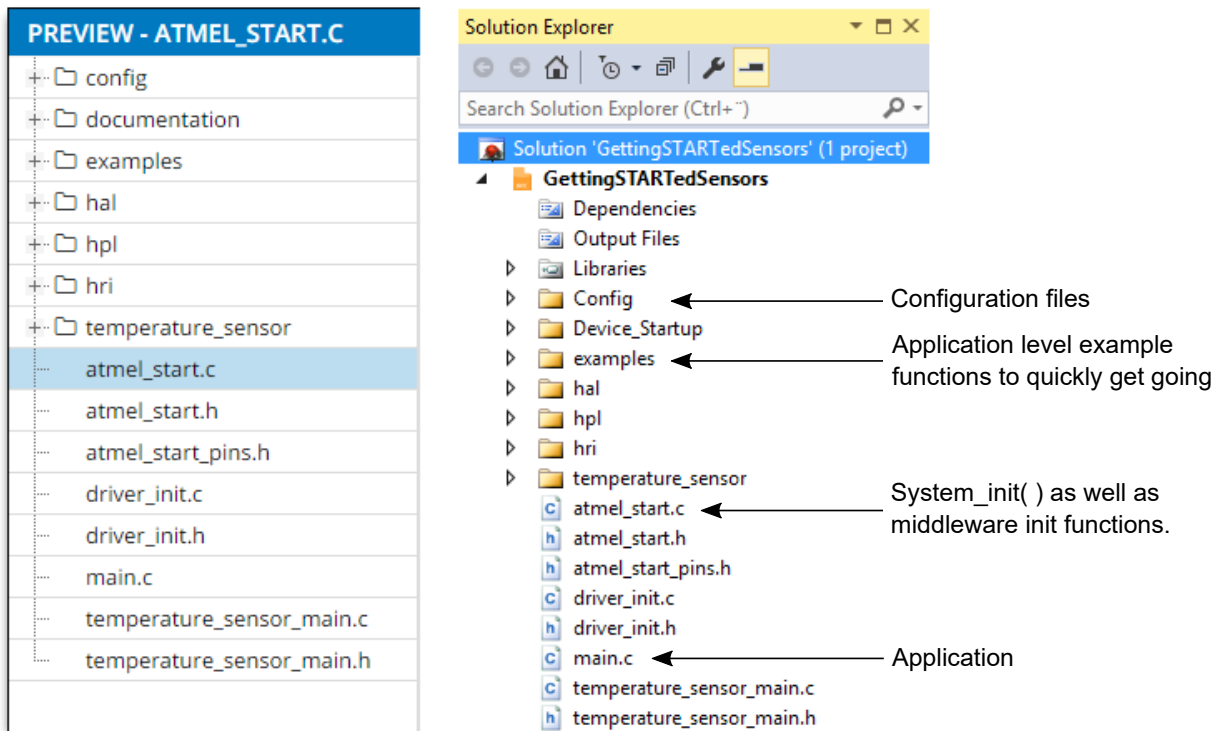 PREVIEW - ATMEL_START.C
config
documentation
examples
hal
hpl
hri
temperature_sensor
atmel_start.c
atmel_start.h
atmel_start_pins.h
driver_init.c
driver_init.h
main.c
temperature_sensor_main.c
temperature_sensor_main.h
Solution Explorer
Search Solution Explorer (Ctrl+¨)
Solution 'GettingSTARTedSensors' (1 project)
GettingSTARTedSensors
Dependencies
Output Files
Libraries
Config
Device_Startup
examples
hal
hpl
hri
temperature_sensor
c atmel_start.c
h atmel_start.h
h atmel_start_pins.h
c driver_init.c
h driver_init.h
c main.c
c temperature_sensor_main.c
h temperature_sensor_main.h
Configuration files
Application level example
functions to quickly get going
System_init( ) as well as
middleware init functions.
Application